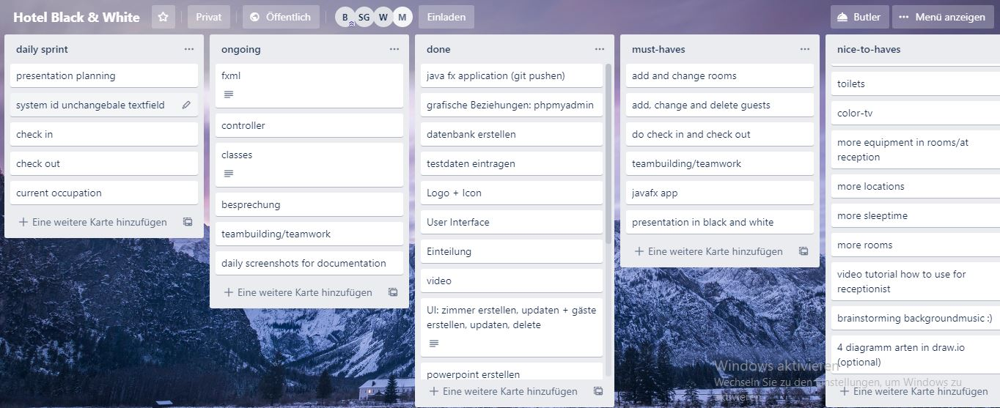 Hotel Black & White
Privat
Öffentlich
B
SG
W
M
Einladen
Butler
Menü anzeigen
daily sprint
presentation planning
system id unchangebale textfield
check in
check out
current occupation
Eine weitere Karte hinzufügen
ongoing
fxml
controller
classes
besprechung
teambuilding/teamwork
daily screenshots for documentation
Eine weitere Karte hinzufügen
done
java fx application (git pushen)
grafische Beziehungen: phpmyadmin
datenbank erstellen
testdaten eintragen
Logo + Icon
User Interface
Einteilung
video
UI: zimmer erstellen, updaten + gäste
erstellen, updaten, delete
powerpoint erstellen
Eine weitere Karte hinzufügen
must-haves
add and change rooms
add, change and delete guests
do check in and check out
teambuilding/teamwork
javafx app
presentation in black and white
Eine weitere Karte hinzufügen
nice-to-haves
toilets
color-tv
more equipment in rooms/at
reception
more locations
more sleeptime
more rooms
video tutorial how to use for
receptionist
brainstorming backgroundmusic :)
4 diagramm arten in draw.io
(optional)
Eine weitere Karte hinzufügen
Windows aktivieren
Wechseln Sie zu den Einstellungen, um Windows zu
aktivieren.